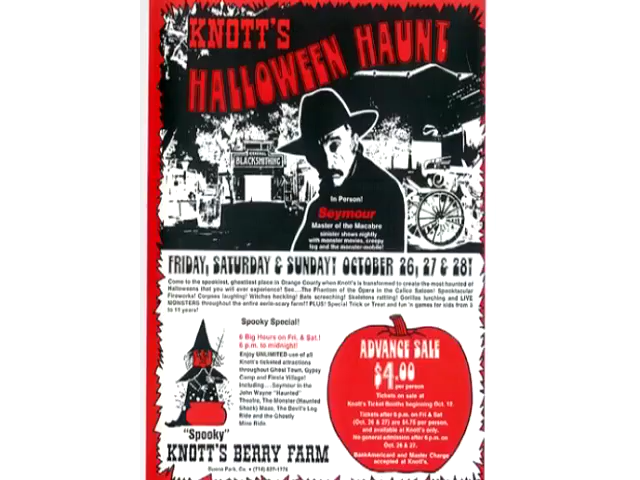 KNOTT'S
HALLOWEEN HAUNT
GENERAL
BLACKSMITHING
In Person!
Seymour
Master of the Macabre
sinister shows nightly
with monster movies, creepy
fog and the monster-mobile!
FRIDAY, SATURDAY & SUNDAY! OCTOBER 26, 27 & 28!
Come to the spookiest, ghostliest place in Orange County when Knott's is transformed to create the most haunted of
Halloweens that you will ever experience! See....The Phantom of the Opera in the Calico Saloon! Spooktacular
Fireworks! Corpses laughing! Witches heckling! Bats screeching! Skeletons rattling! Gorillas lurching and LIVE
MONSTERS throughout the entire eerie-scary farm!! PLUS! Special Trick or Treat and fun 'n games for kids from 3
to 11 years!
Spooky Special!
6 Big Hours on Fri. & Sat.!
6 p.m. to midnight!
Enjoy UNLIMITED use of all
Knott's ticketed attractions
throughout Ghost Town, Gypsy
Camp and Fiesta Village!
Including....Seymour in the
John Wayne "Haunted"
Theatre, The Monster (Haunted
Shack) Maze, The Devil's Log
Ride and the Ghostly
Mine Ride.
"Spooky"
KNOTT'S BERRY FARM
Buena Park, Ca. • (714) 827-1776
ADVANCE SALE
$4.00
per person
Tickets on sale at
Knott's Ticket Booths beginning Oct. 12.
Tickets after 6 p.m. on Fri & Sat
(Oct. 26 & 27) are $4.75 per person,
and available at Knott's only.
No general admission after 6 p.m. on
Oct. 26 & 27.
BankAmericard and Master Charge
accepted at Knott's.